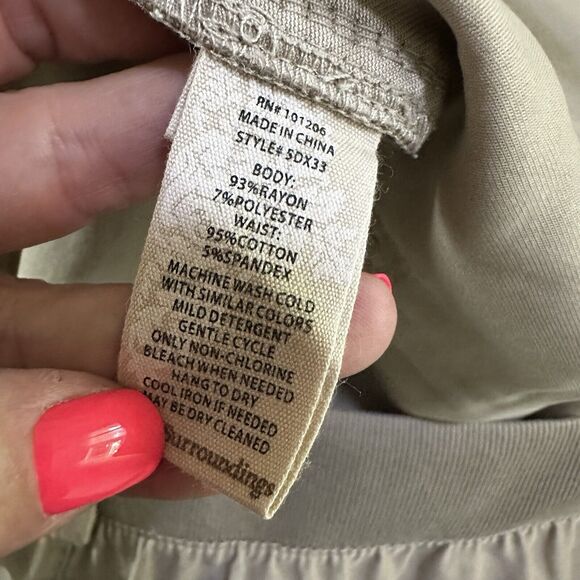 RN# 101206
MADE IN CHINA
STYLE# 5DX33
BODY:
93%RAYON
7%POLYESTER
WAIST:
95%COTTON
5%SPANDEX
MACHINE WASH COLD
WITH SIMILAR COLORS
MILD DETERGENT
GENTLE CYCLE
ONLY NON-CHLORINE
BLEACH WHEN NEEDED
HANG TO DRY
COOL IRON IF NEEDED
MAY BE DRY CLEANED
Surroundings